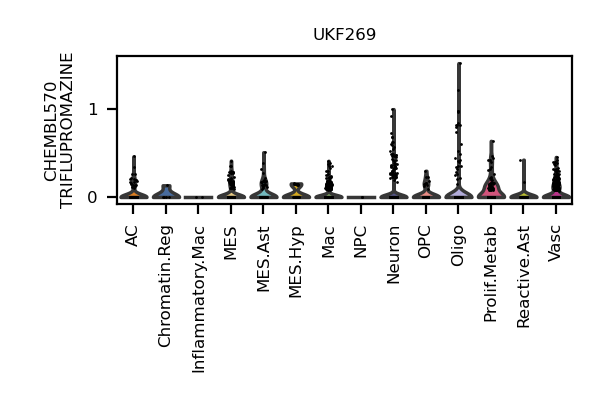 UKF269
CHEMBL570
TRIFLUPROMAZINE
1
0
AC
Chromatin.Reg
Inflammatory.Mac
MES
MES.Ast
MES.Hyp
Mac
NPC
Neuron
OPC
Oligo
Prolif.Metab
Reactive.Ast
Vasc